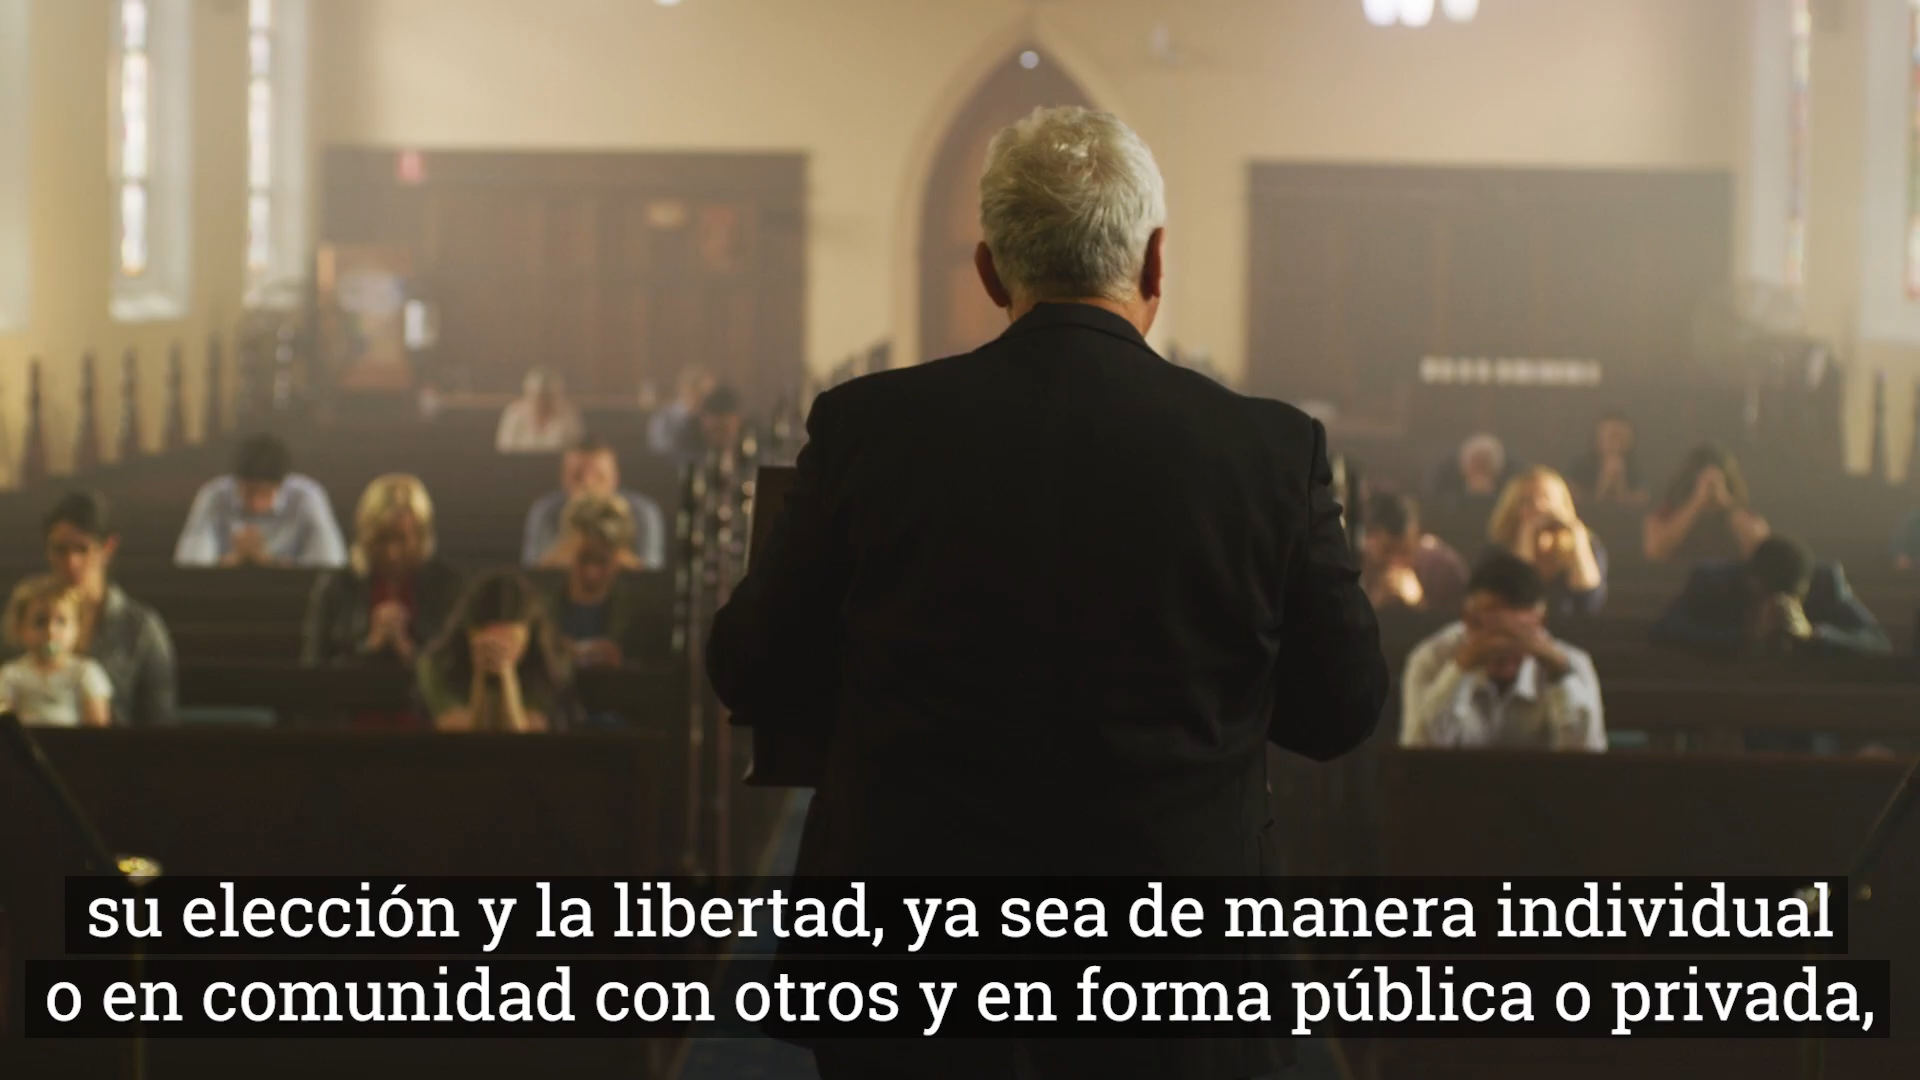 su elección y la libertad, ya sea de manera individual
o en comunidad con otros y en forma pública o privada,